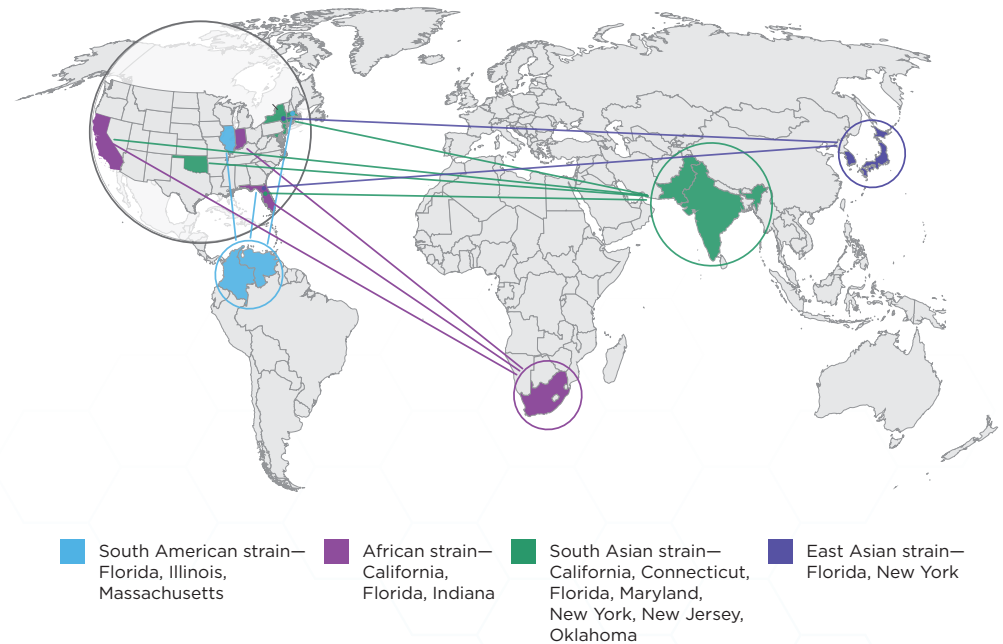 South American strain—
Florida, Illinois,
Massachusetts
African strain—
California,
Florida, Indiana
South Asian strain—
California, Connecticut,
Florida, Maryland,
New York, New Jersey,
Oklahoma
East Asian strain—
Florida, New York